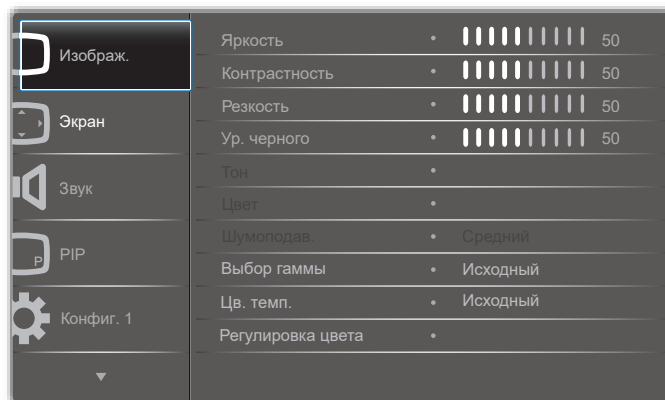 Изображ.
Экран
Звук
P
PIP
Конфиг. 1
Яркость • 50
Контрастность • 50
Резкость • 50
Ур. черного • 50
Тон •
Цвет •
Шумоподав. • Средний
Выбор гаммы • Исходный
Цв. темп. • Исходный
Регулировка цвета •